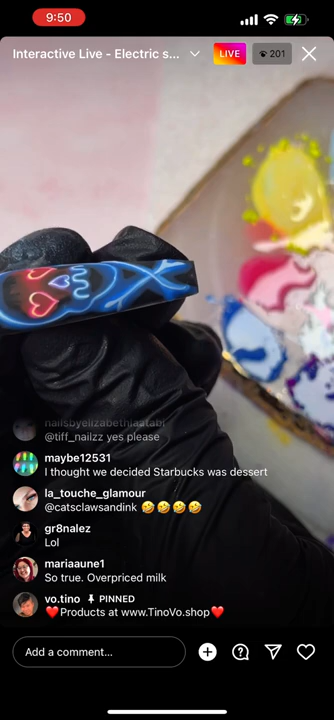 9:50
Interactive Live - Electric s...
LIVE
201
nailsbyelizabethlaatabi
@tiff_nailzz yes please
maybe12531
I thought we decided Starbucks was dessert
la_touche_glamour
@catsclawsandink 🤣🤣🤣🤣
gr8nalez
Lol
mariaaune1
So true. Overpriced milk
vo.tino PINNED
❤️Products at www.TinoVo.shop❤️
Add a comment...